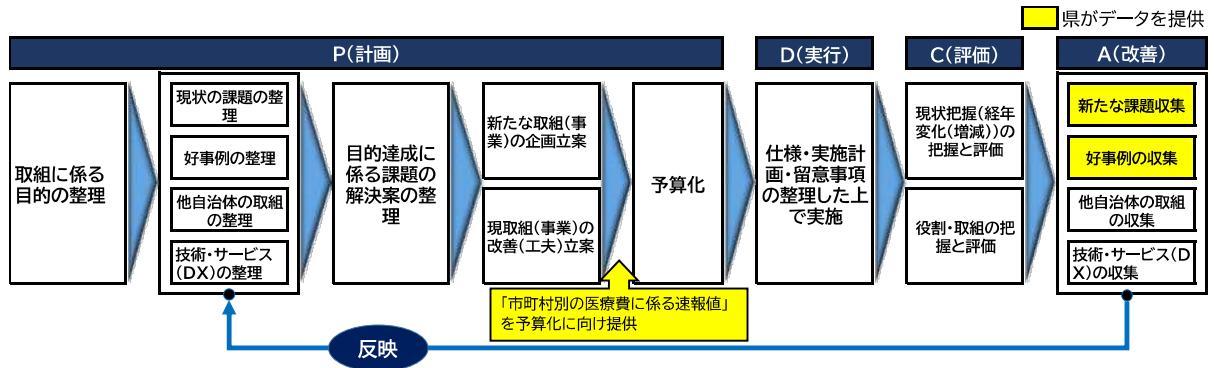 県がデータを提供
P(計画)
D(実行)
C(評価)
A(改善)
取組に係る
目的の整理
現状の課題の整
理
好事例の整理
他自治体の取組
の整理
技術・サービス
(DX)の整理
目的達成に
係る課題の
解決案の整
理
新たな取組(事
業)の企画立案
現取組(事業)の
改善(工夫)立案
予算化
「市町村別の医療費に係る速報値」
を予算化に向け提供
仕様・実施計
画・留意事項
の整理した上
で実施
現状把握(経年
変化(増減))の
把握と評価
役割・取組の把
握と評価
新たな課題収集
好事例の収集
他自治体の取組
の収集
技術・サービス(D
X)の収集
反映